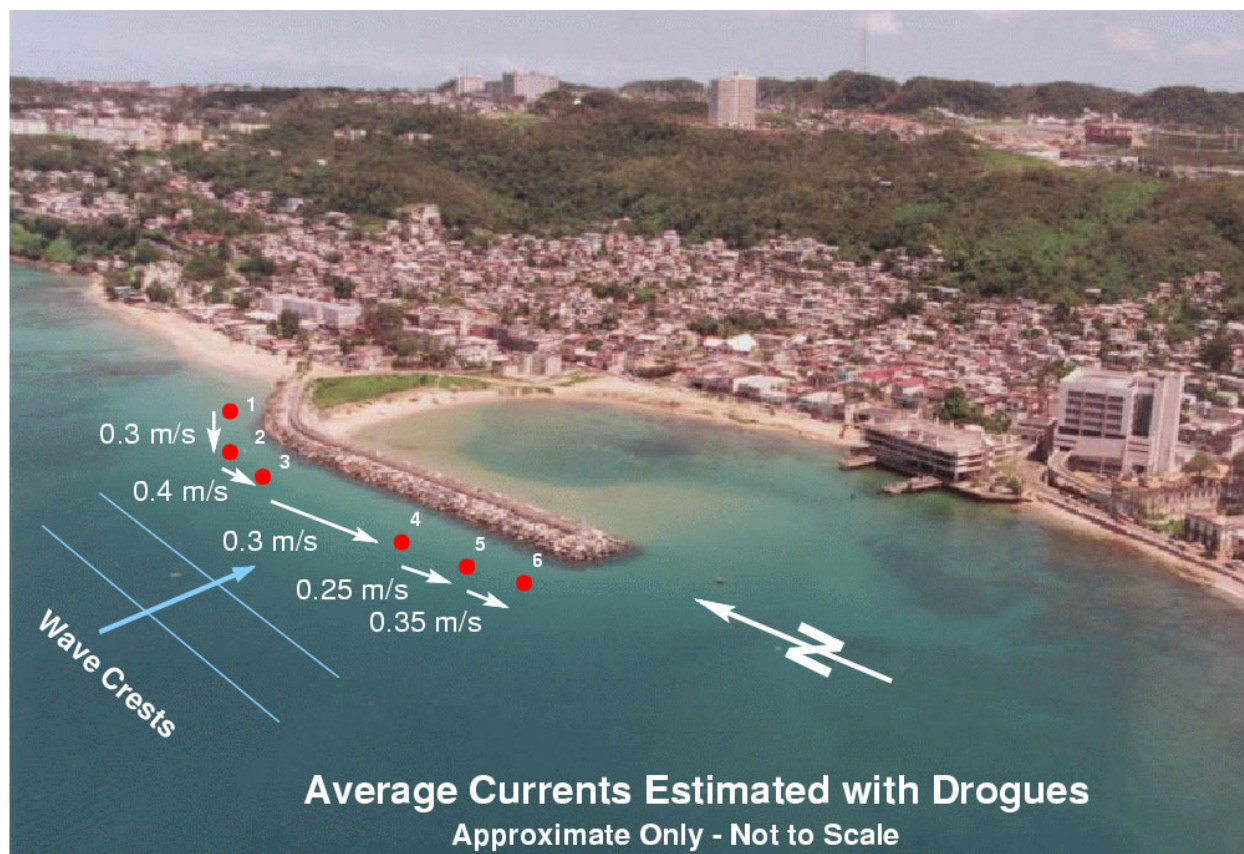 1
0.3 m/s
2
3
0.4 m/s
4
0.3 m/s
5
6
0.25 m/s
0.35 m/s
Wave Crests
N
Average Currents Estimated with Drogues
Approximate Only - Not to Scale